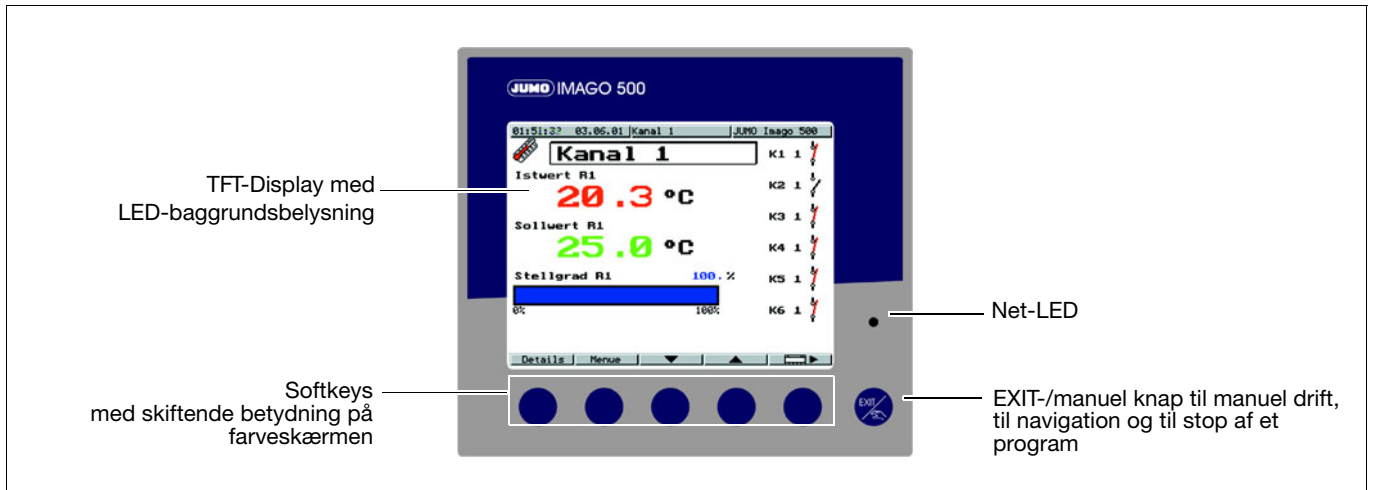 JUMO IMAGO 500
01:51:32 03.06.01 Kanal 1 JUMO Imago 500
Kanal 1
Istwert R1
20.3 °C
Sollwert R1
25.0 °C
Stellgrad R1 100.%
0% 100%
K1 1
K2 1
K3 1
K4 1
K5 1
K6 1
Details Menue
EXIT
TFT-Display med
LED-baggrundsbelysning
Softkeys
med skiftende betydning på
farveskærmen
Net-LED
EXIT-/manuel knap til manuel drift,
til navigation og til stop af et
program